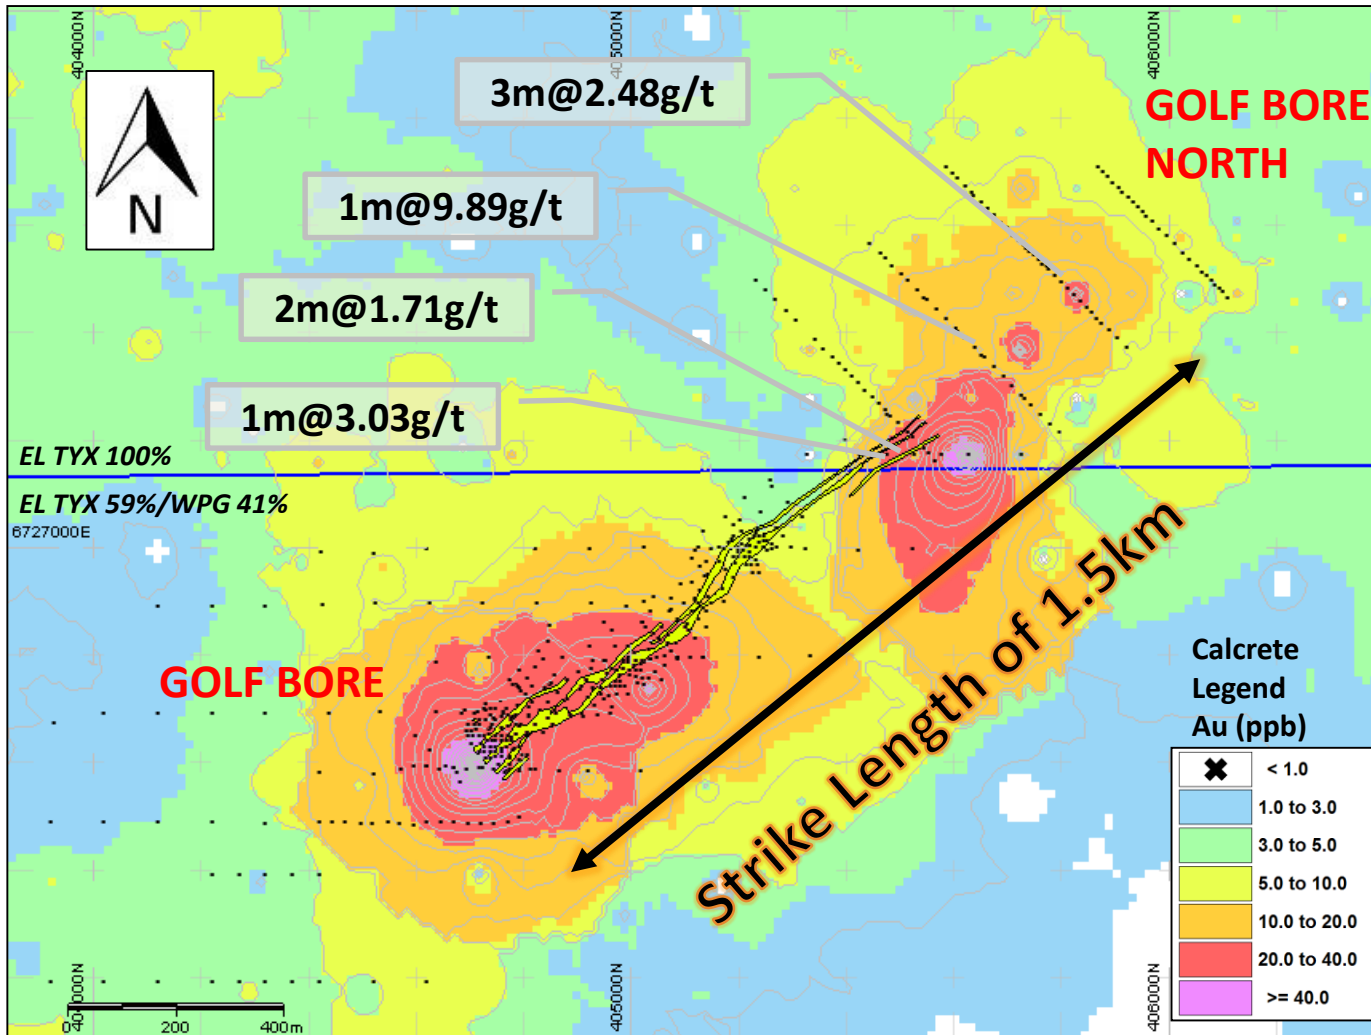 404000N
405000N
406000N
3m@2.48g/t
GOLF BORE
NORTH
N
1m@9.89g/t
2m@1.71g/t
1m@3.03g/t
EL TYX 100%
EL TYX 59%/WPG 41%
6727000E
GOLF BORE
Strike Length of 1.5km
Calcrete
Legend
Au (ppb)
< 1.0
1.0 to 3.0
3.0 to 5.0
5.0 to 10.0
10.0 to 20.0
20.0 to 40.0
>= 40.0
405000N
406000N
0
200
400m